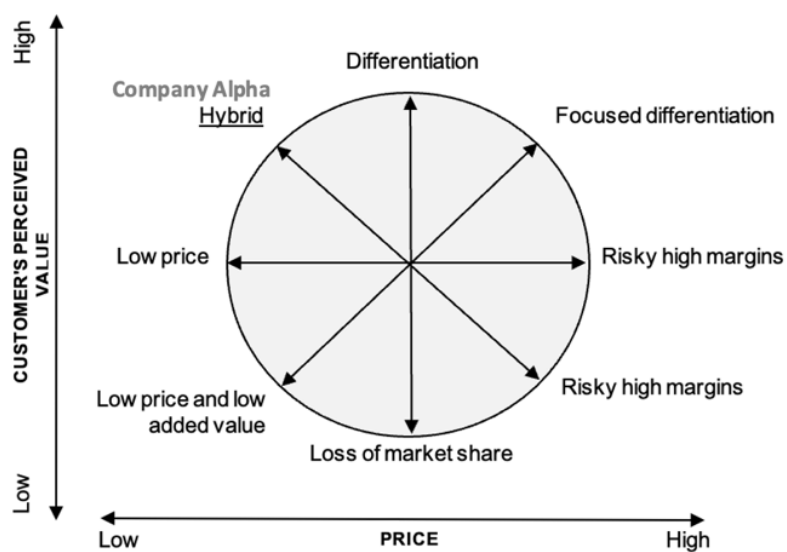 High
Differentiation
Company Alpha
Hybrid
Focused differentiation
CUSTOMER'S PERCEIVED
VALUE
Low price
Risky high margins
Risky high margins
Low price and low
added value
Loss of market share
Low
Low
PRICE
High